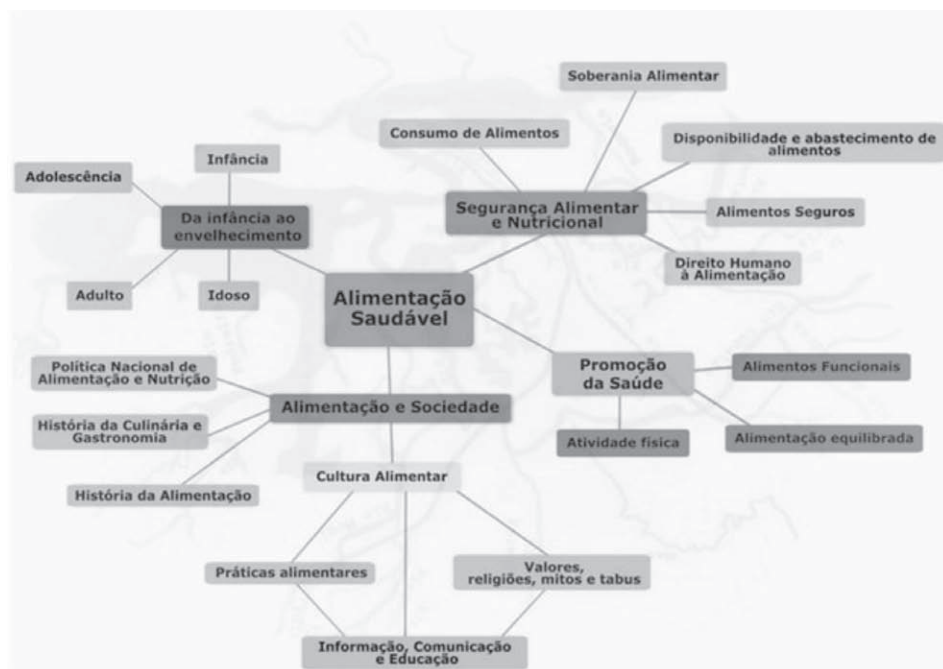 Soberania Alimentar
Consumo de Alimentos
Disponibilidade e abastecimento de
alimentos
Infância
Adolescência
Da infância ao
envelhecimento
Segurança Alimentar
e Nutricional
Alimentos Seguros
Direito Humano
à Alimentação
Adulto
Idoso
Alimentação
Saudável
Política Nacional de
Alimentação e Nutrição
Promoção
da Saúde
Alimentos Funcionais
Alimentação e Sociedade
História da Culinária e
Gastronomia
Atividade física
Alimentação equilibrada
Cultura Alimentar
História da Alimentação
Práticas alimentares
Valores,
religiões, mitos e tabus
Informação, Comunicação
e Educação